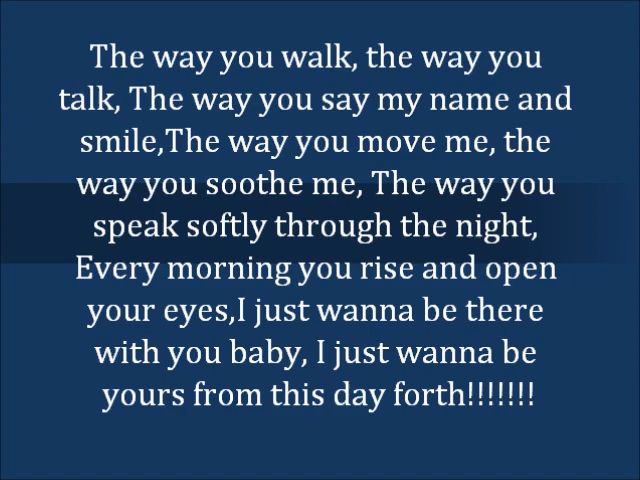 The way you walk, the way you
talk, The way you say my name and
smile,The way you move me, the
way you soothe me, The way you
speak softly through the night,
Every morning you rise and open
your eyes,I just wanna be there
with you baby, I just wanna be
yours from this day forth!!!!!!!